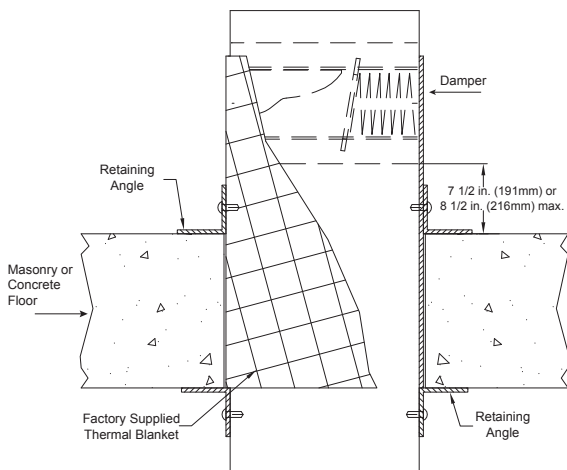 Damper
7 1/2 in. (191mm) or
8 1/2 in. (216mm) max.
Retaining
Angle
Masonry or
Concrete
Floor
Factory Supplied
Thermal Blanket
Retaining
Angle